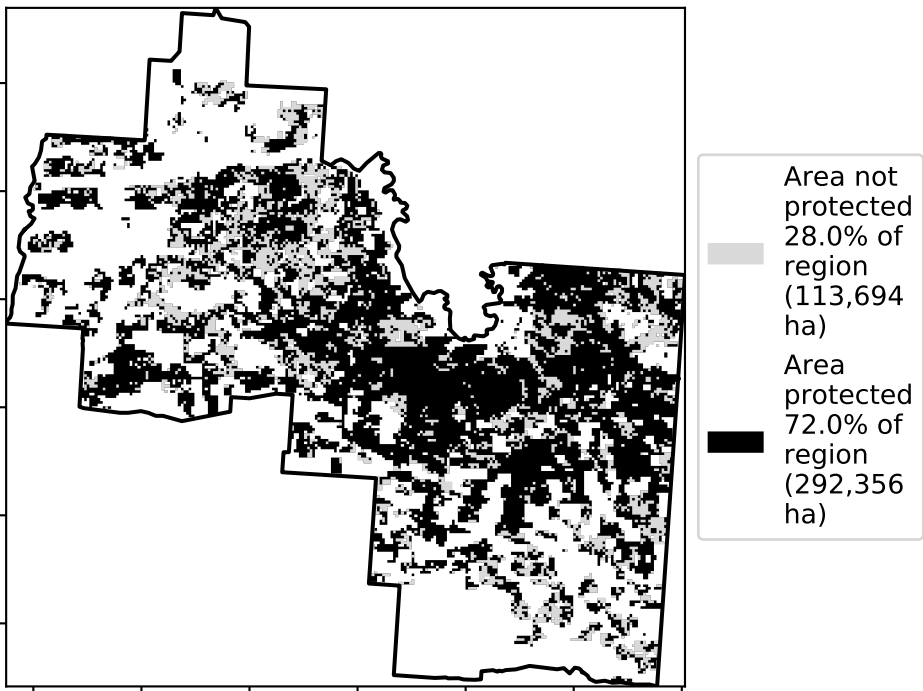 Area not
protected
28.0% of
region
(113,694
ha)
Area
protected
72.0% of
region
(292,356
ha)